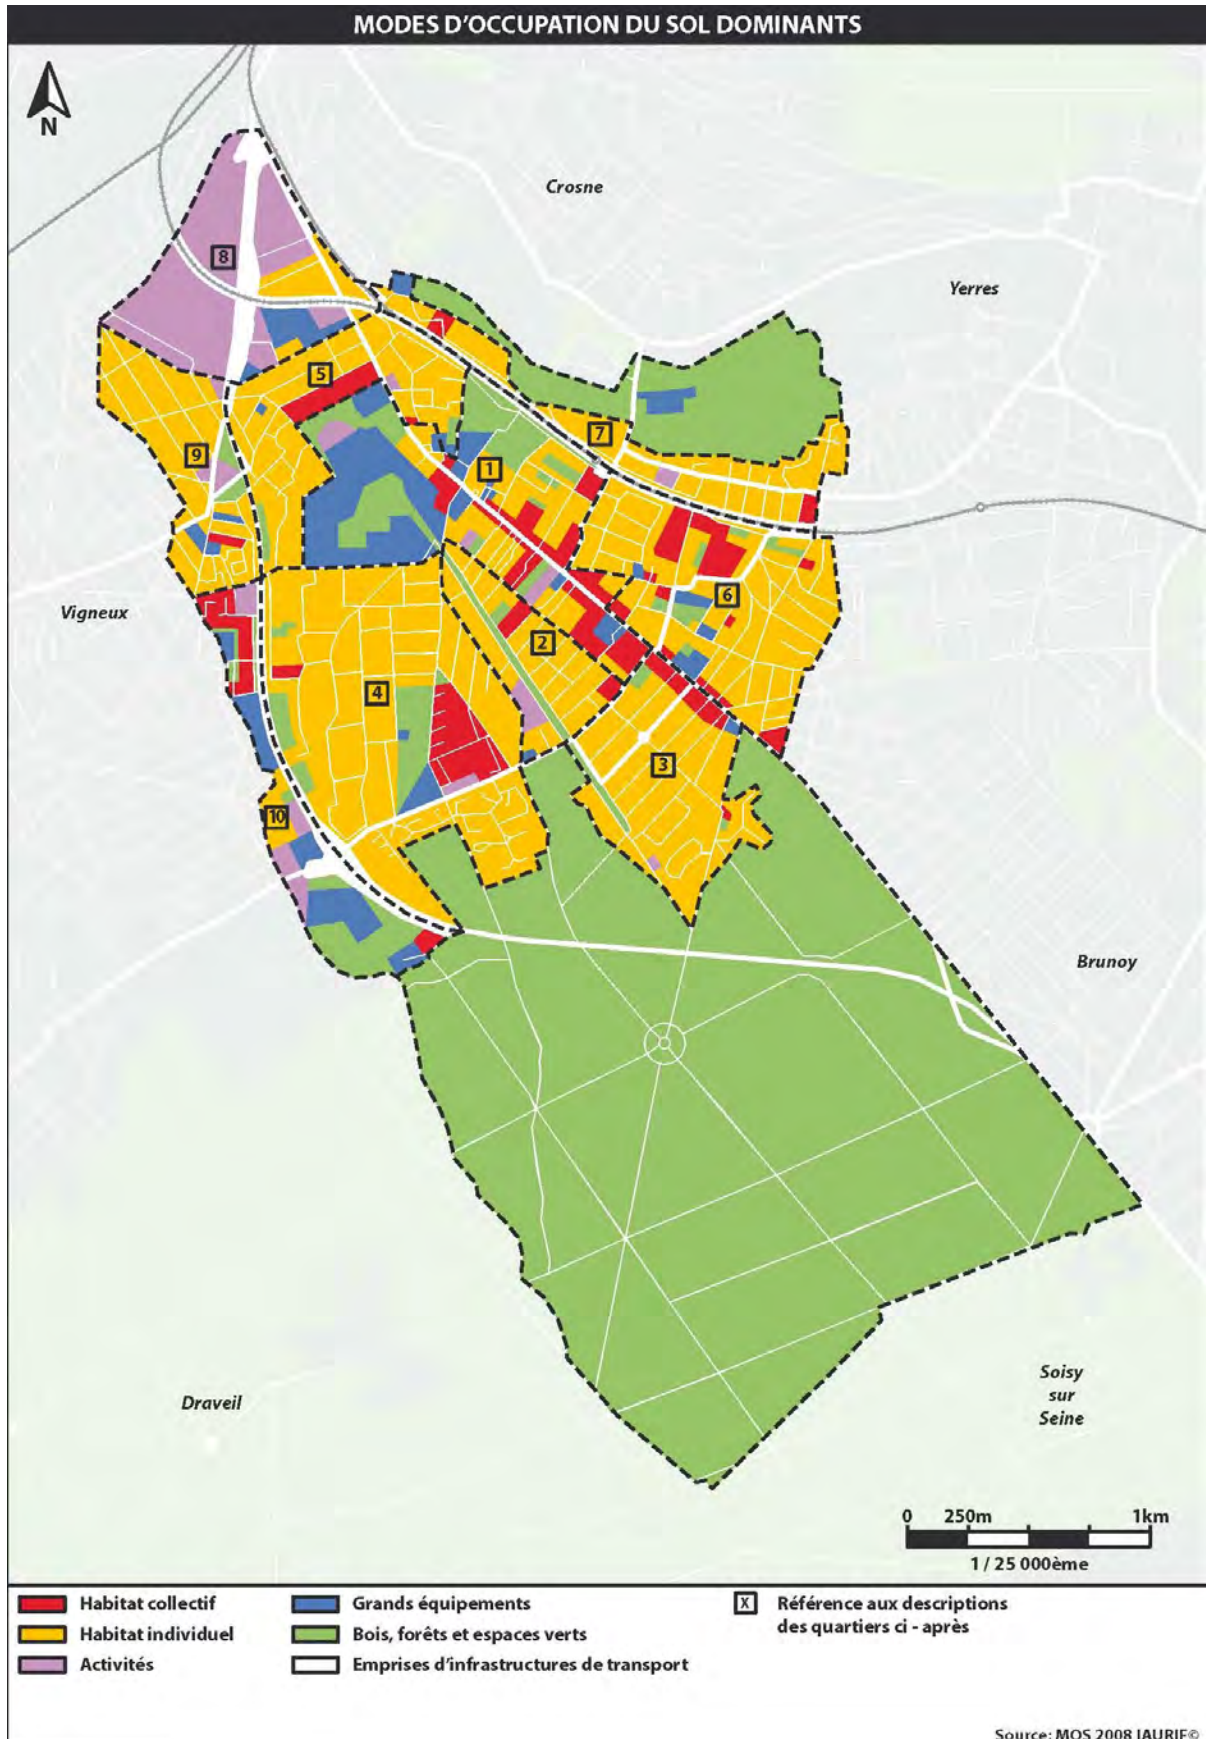 MODES D'OCCUPATION DU SOL DOMINANTS
N
Crosne
Yerres
8
5
7
9
1
6
Vigneux
2
4
3
10
Brunoy
Draveil
Soisy
sur
Seine
0 250m 1km
1 / 25 000ème
Habitat collectif
Habitat individuel
Activités
Grands équipements
Bois, forêts et espaces verts
Emprises d'infrastructures de transport
X Référence aux descriptions
des quartiers ci - après
Source: MOS 2008 IAURIF©